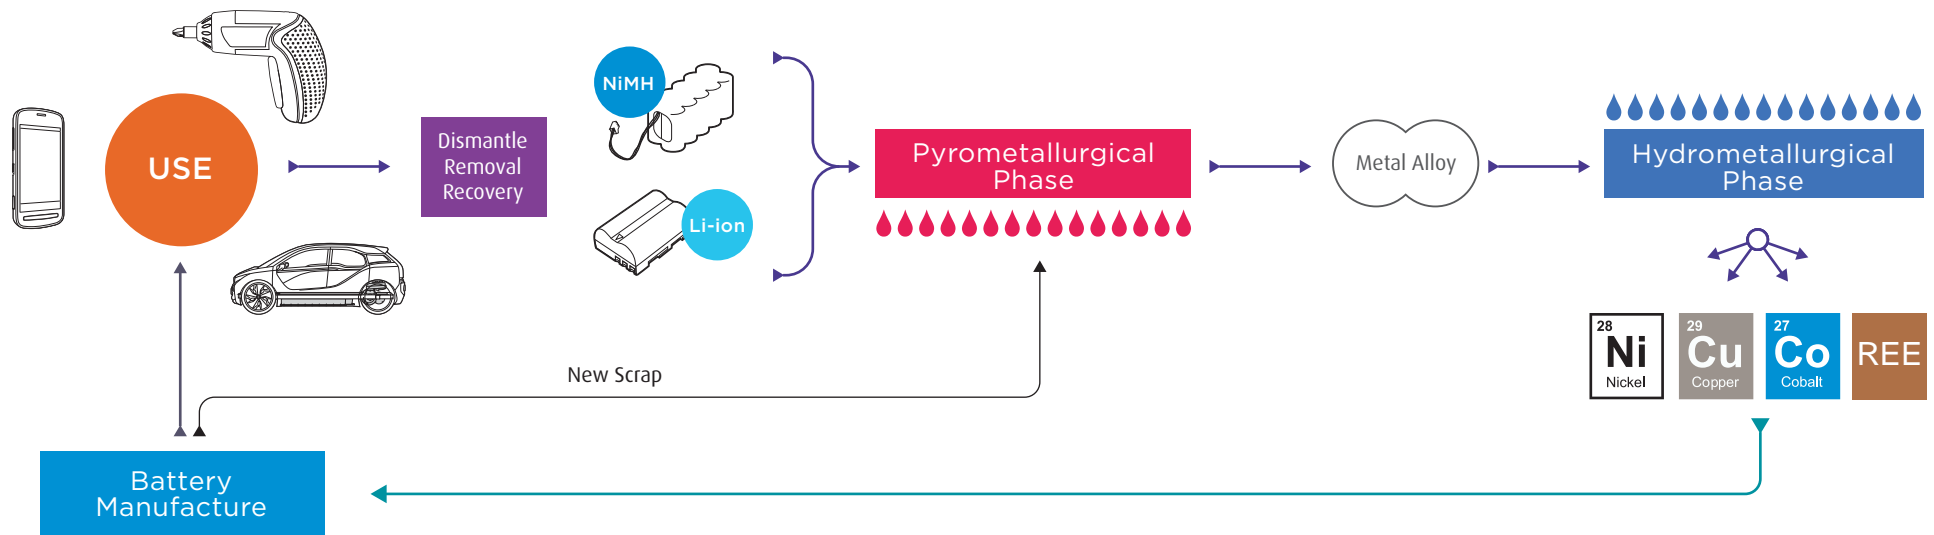 USE
Dismantle
Removal
Recovery
NiMH
Li-ion
Pyrometallurgical
Phase
Metal Alloy
Hydrometallurgical
Phase
28
Ni
Nickel
29
Cu
Copper
27
Co
Cobalt
REE
New Scrap
Battery
Manufacture